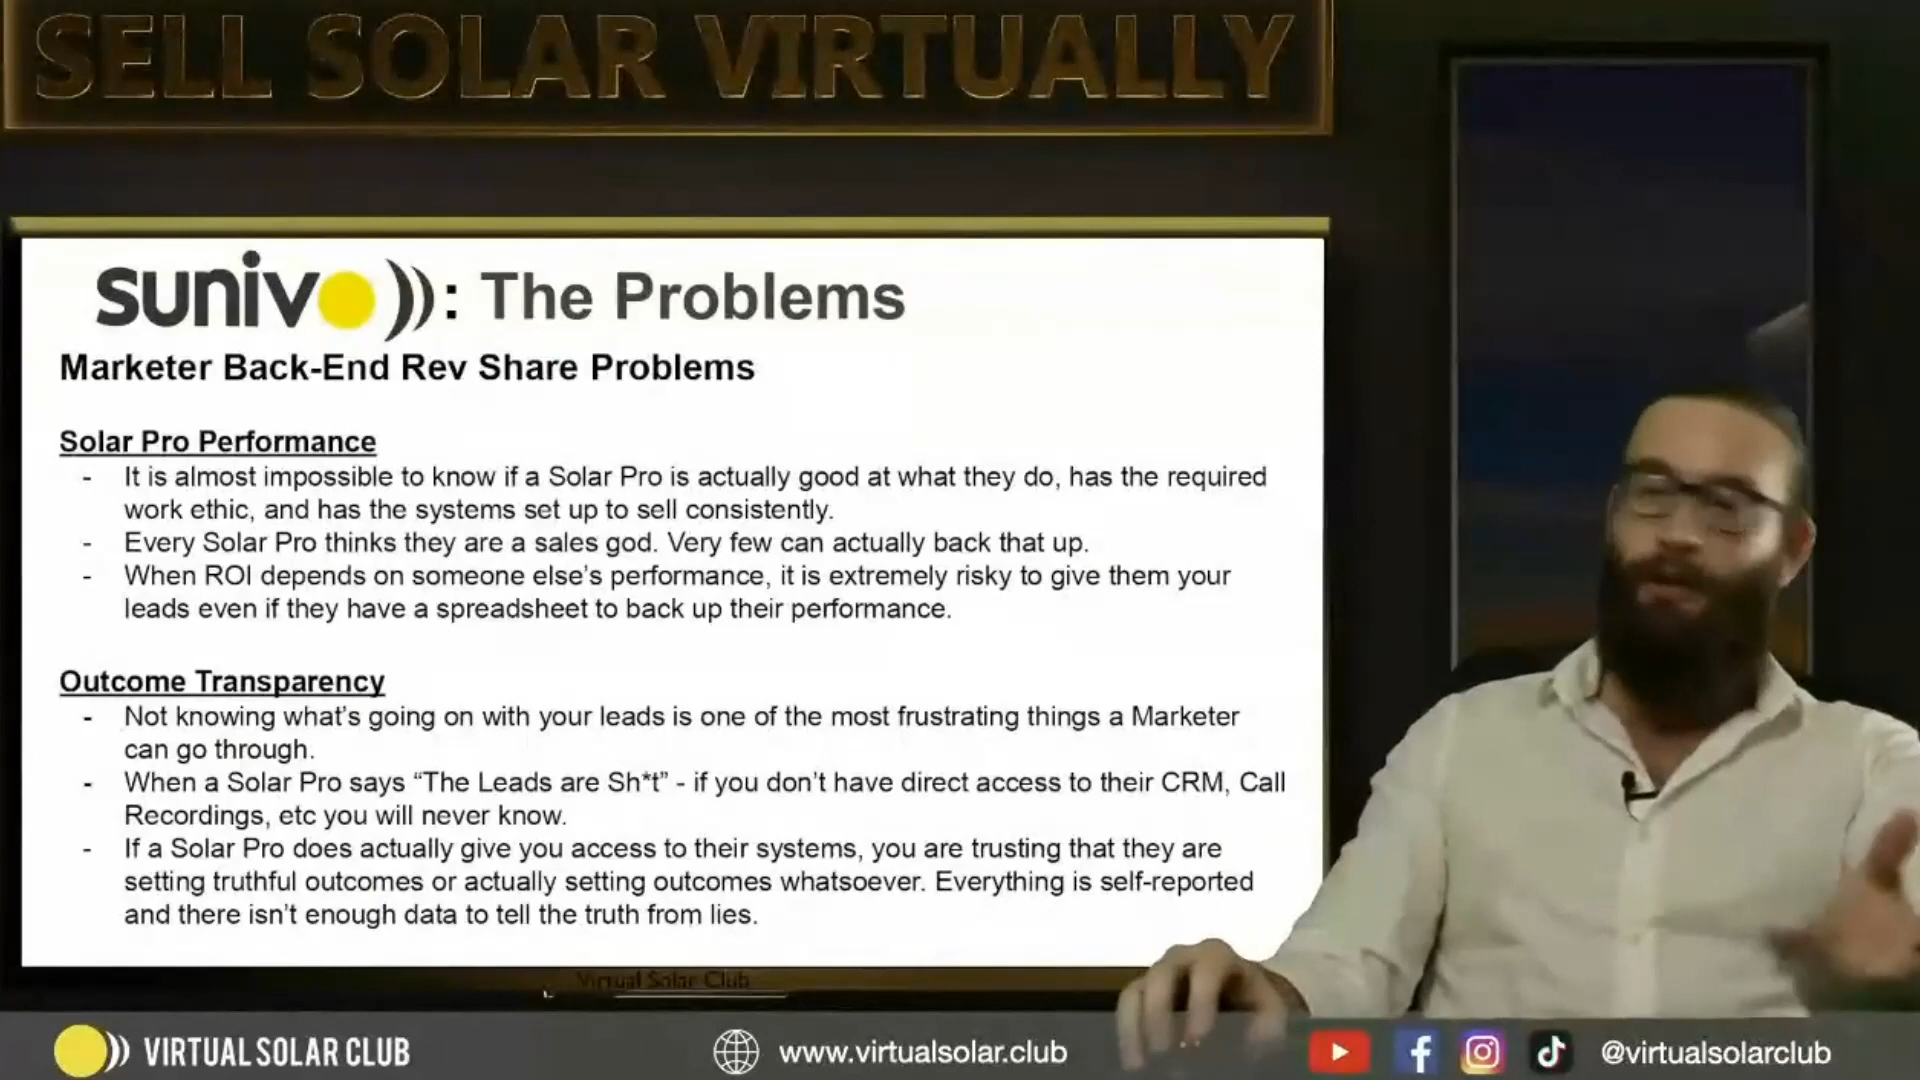 SELL SOLAR VIRTUALLY
sunivo: The Problems
Marketer Back-End Rev Share Problems
Solar Pro Performance
- It is almost impossible to know if a Solar Pro is actually good at what they do, has the required
work ethic, and has the systems set up to sell consistently.
- Every Solar Pro thinks they are a sales god. Very few can actually back that up.
- When ROI depends on someone else’s performance, it is extremely risky to give them your
leads even if they have a spreadsheet to back up their performance.
Outcome Transparency
- Not knowing what’s going on with your leads is one of the most frustrating things a Marketer
can go through.
- When a Solar Pro says “The Leads are Sh*t” - if you don’t have direct access to their CRM, Call
Recordings, etc you will never know.
- If a Solar Pro does actually give you access to their systems, you are trusting that they are
setting truthful outcomes or actually setting outcomes whatsoever. Everything is self-reported
and there isn’t enough data to tell the truth from lies.
Virtual Solar Club
VIRTUAL SOLAR CLUB
www.virtualsolar.club
@virtualsolarclub